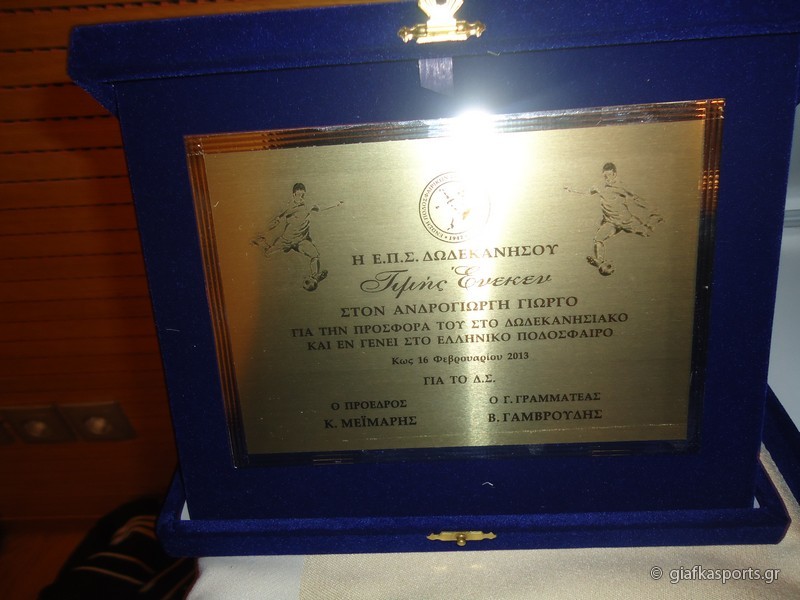 Η Ε.Π.Σ. ΔΩΔΕΚΑΝΗΣΟΥ
Τιμής Ένεκεν
ΣΤΟΝ ΑΝΔΡΟΓΙΩΡΓΗ ΓΙΩΡΓΟ
ΓΙΑ ΤΗΝ ΠΡΟΣΦΟΡΑ ΤΟΥ ΣΤΟ ΔΩΔΕΚΑΝΗΣΙΑΚΟ
ΚΑΙ ΕΝ ΓΕΝΕΙ ΣΤΟ ΕΛΛΗΝΙΚΟ ΠΟΔΟΣΦΑΙΡΟ
Κως 16 Φεβρουαρίου 2013
ΓΙΑ ΤΟ Δ.Σ.
Ο ΠΡΟΕΔΡΟΣ Ο Γ. ΓΡΑΜΜΑΤΕΑΣ
Κ. ΜΕΪΜΑΡΗΣ Β. ΓΑΜΒΡΟΥΔΗΣ
© giafkasports.gr